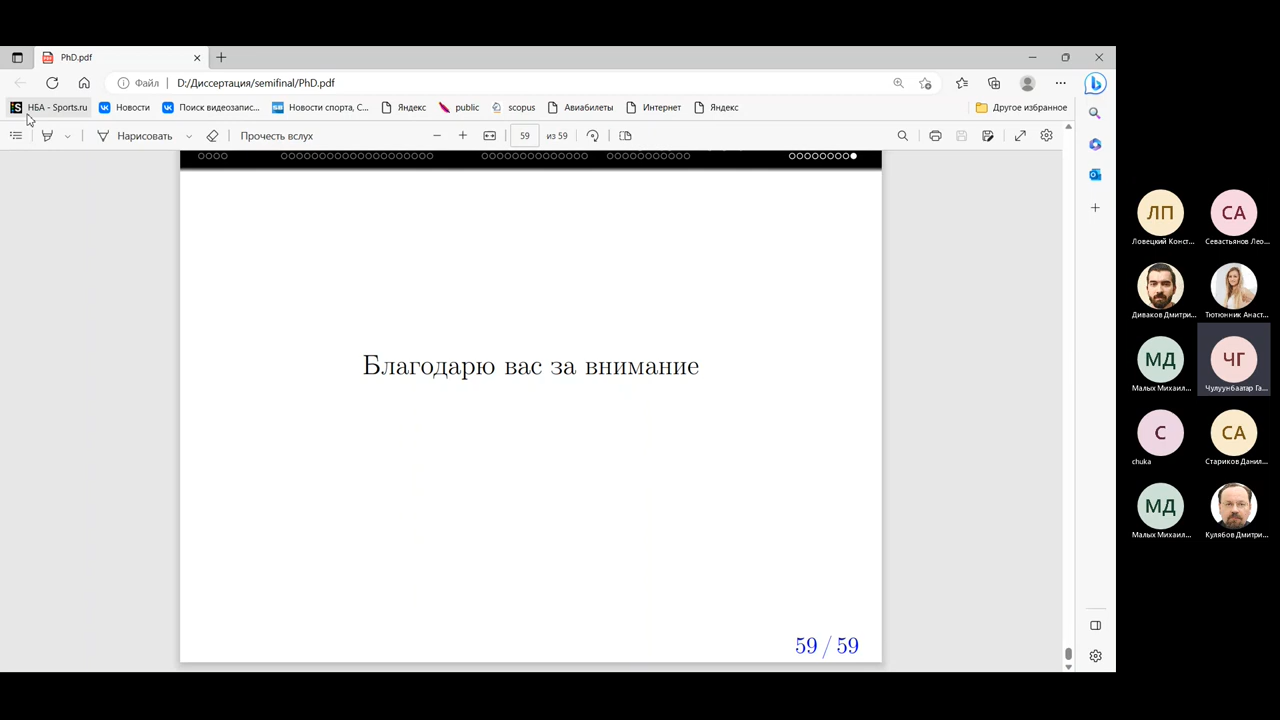 PhD.pdf
Файл
D:/Диссертация/semifinal/PhD.pdf
НБА - Sports.ru
Новости
Поиск видеозапис...
Новости спорта, С...
Яндекс
public
scopus
Авиабилеты
Интернет
Яндекс
Другое избранное
Нарисовать
Прочесть вслух
59
из 59
Благодарю вас за внимание
59 / 59
ЛП
СА
Ловецкий Конст...
Севастьянов Лео...
Диваков Дмитри...
Тютюнник Анаст...
МД
ЧГ
Малых Михаил...
Чулуунбаатар Га...
С
СА
chuka
Стариков Данил...
МД
Малых Михаил...
Кулябов Дмитри...